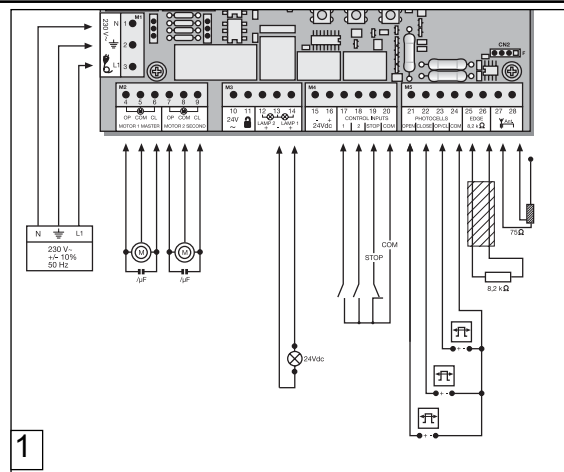 230 V~
N 1
M1
2
L1 3
CN2
F
M2
M3
M4
M5
4 5 6 7 8 9
OP COM CL OP COM CL
MOTOR 1 MASTER MOTOR 2 SECOND
10 11 12 13 14
24V
~
LAMP 2 LAMP 1
+ - +
15 16 17 18 19 20
- +
24Vdc
CONTROL INPUTS
1 2 STOP COM
21 22 23 24 25 26 27 28
PHOTOCELLS
OPEN CLOSE OP/CL COM
EDGE
8,2 kΩ
Ant.
N L1
230 V~
+/- 10%
50 Hz
M
M
/µF
/µF
COM
STOP
24Vdc
75Ω
8,2 kΩ
+ -
+ -
+ -
1